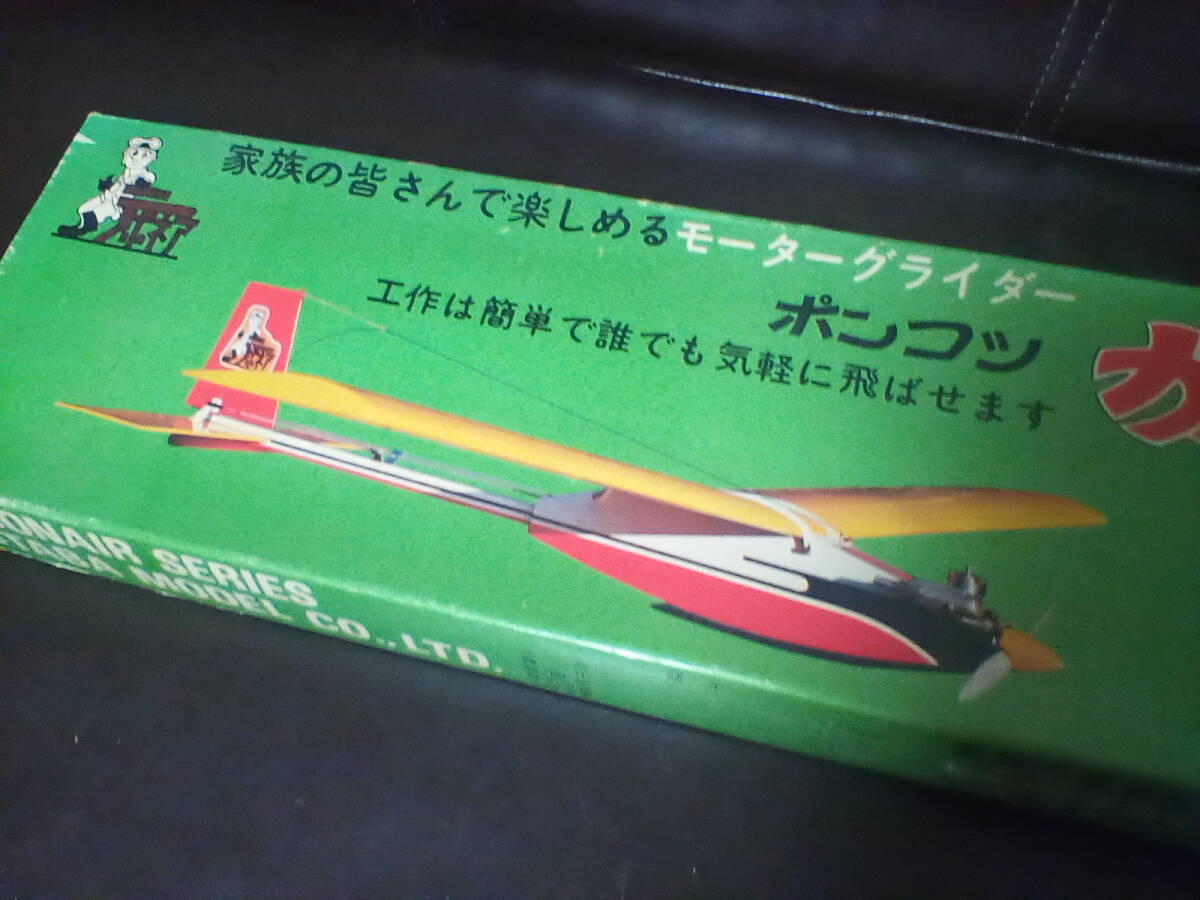 家族の皆さんで楽しめるモーターグライダー
ポンコツ
工作は簡単で誰でも気軽に飛ばせます
ONAIR SERIES
MODEL CO.,LTD.